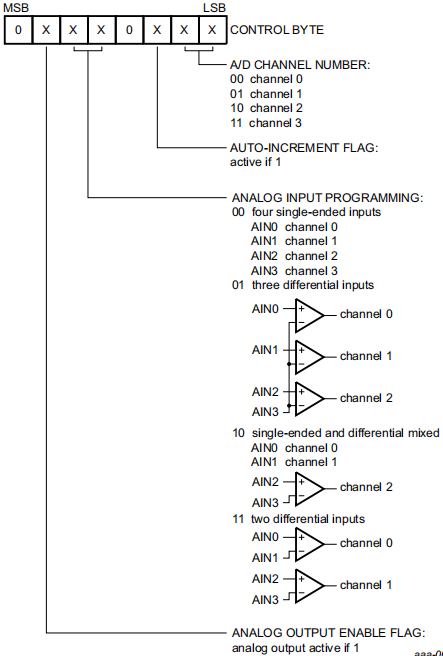 MSB LSB
0 X X X 0 X X X CONTROL BYTE
A/D CHANNEL NUMBER:
00 channel 0
01 channel 1
10 channel 2
11 channel 3
AUTO-INCREMENT FLAG:
active if 1
ANALOG INPUT PROGRAMMING:
00 four single-ended inputs
AIN0 channel 0
AIN1 channel 1
AIN2 channel 2
AIN3 channel 3
01 three differential inputs
AIN0 + − channel 0
AIN1 + − channel 1
AIN2 + − channel 2
AIN3
10 single-ended and differential mixed
AIN0 channel 0
AIN1 channel 1
AIN2 + − channel 2
AIN3
11 two differential inputs
AIN0 + − channel 0
AIN1
AIN2 + − channel 1
AIN3
ANALOG OUTPUT ENABLE FLAG:
analog output active if 1